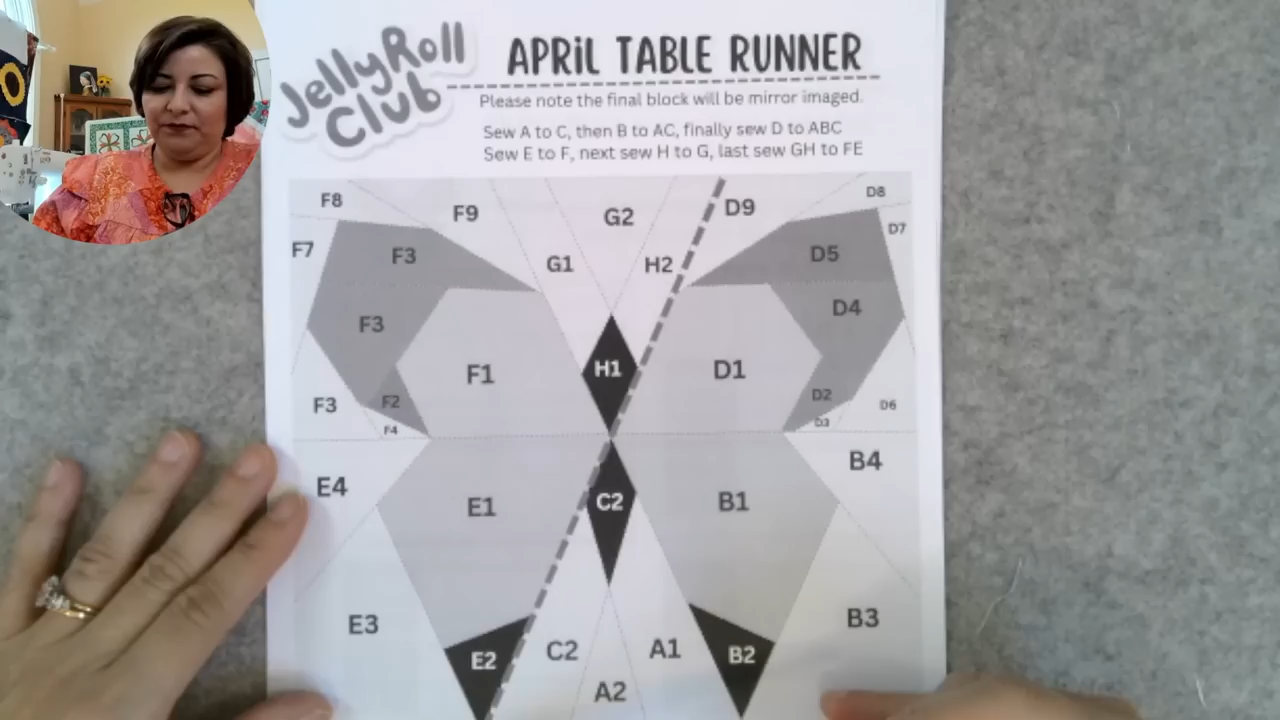 JellyRoll
Club
APRIL TABLE RUNNER
Please note the final block will be mirror imaged.
Sew A to C, then B to AC, finally sew D to ABC
Sew E to F, next sew H to G, last sew GH to FE
F8 F9 G2 D9 D8
F7 F3 G1 H2 D5 D7
F3 D4
F1 H1 D1
F3 F2 D2 D6
F4 D3
E4 B4
E1 C2 B1
E3 B3
E2 C2 A1 B2
A2